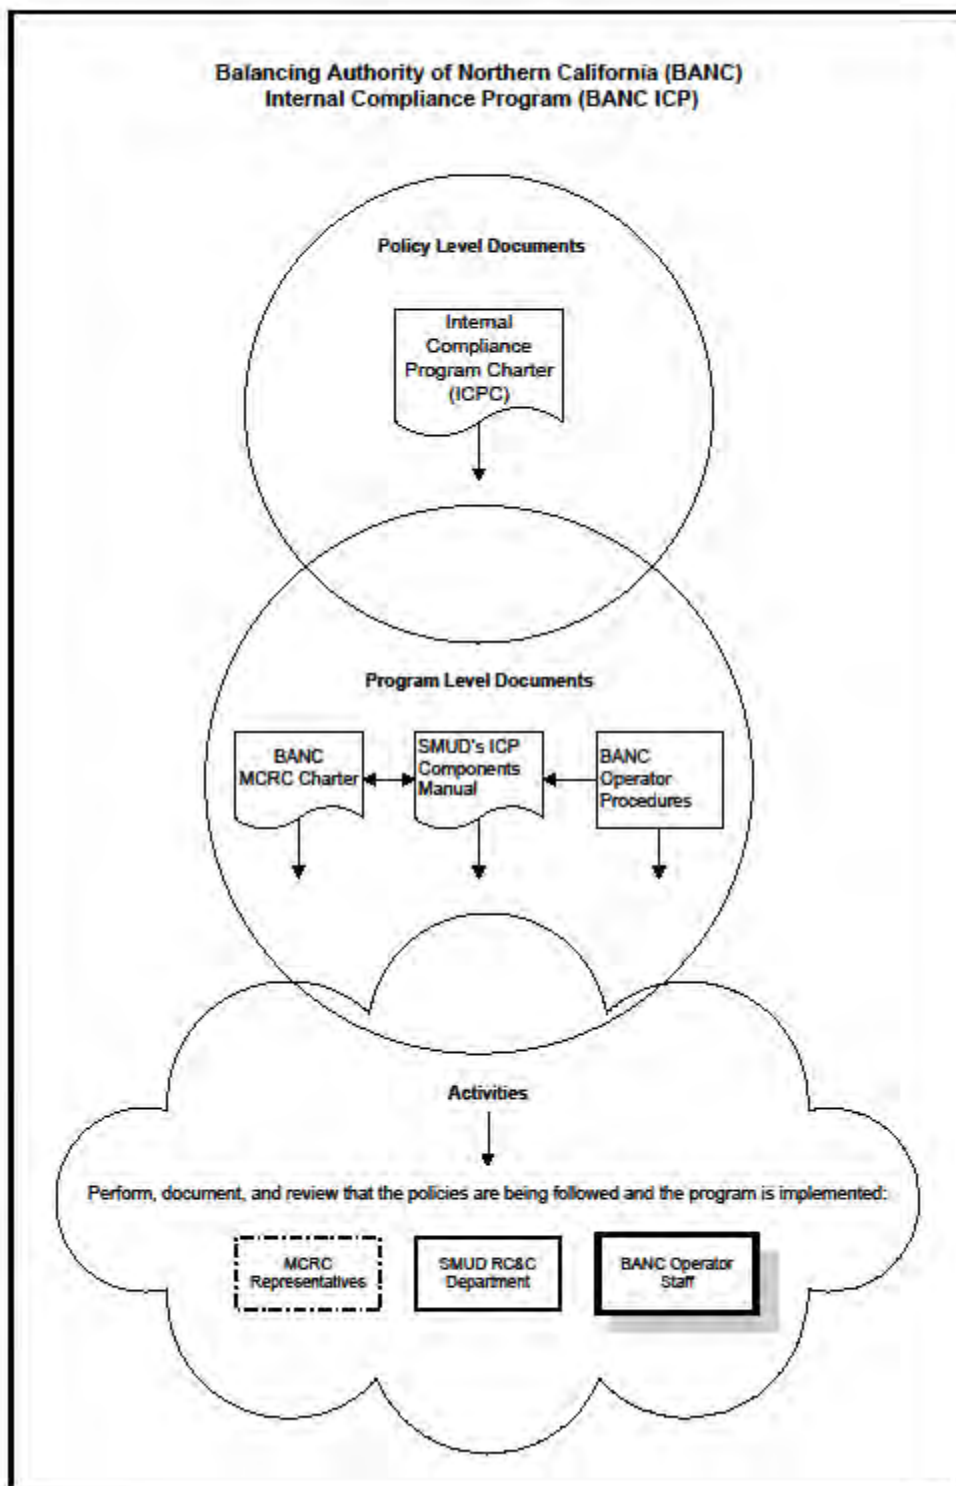 Balancing Authority of Northern California (BANC)
Internal Compliance Program (BANC ICP)
Policy Level Documents
Internal
Compliance
Program Charter
(ICPC)
Program Level Documents
BANC
MCRC Charter
SMUD's ICP
Components
Manual
BANC
Operator
Procedures
Activities
Perform, document, and review that the policies are being followed and the program is implemented:
MCRC
Representatives
SMUD RC&C
Department
BANC Operator
Staff